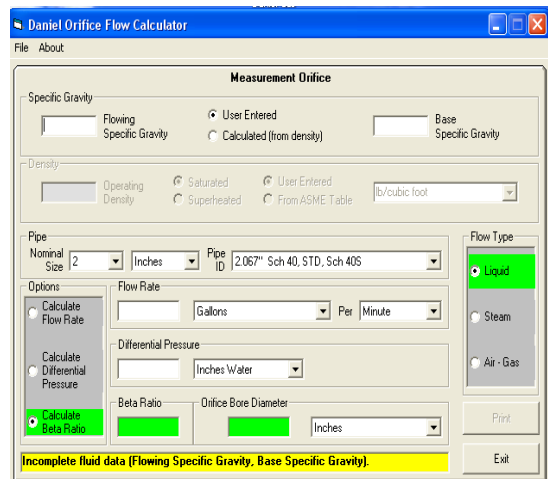 Daniel Orifice Flow Calculator
File About
Measurement Orifice
Specific Gravity
Flowing
Specific Gravity
User Entered
Calculated (from density)
Base
Specific Gravity
Density
Operating
Density
Saturated
Superheated
User Entered
From ASME Table
lb/cubic foot
Pipe
Nominal
Size
2
Inches
Pipe
ID
2.067" Sch 40, STD, Sch 40S
Flow Type
Liquid
Steam
Air - Gas
Options
Calculate
Flow Rate
Calculate
Differential
Pressure
Calculate
Beta Ratio
Flow Rate
Gallons
Per
Minute
Differential Pressure
Inches Water
Beta Ratio
Orifice Bore Diameter
Inches
Print
Exit
Incomplete fluid data (Flowing Specific Gravity, Base Specific Gravity).